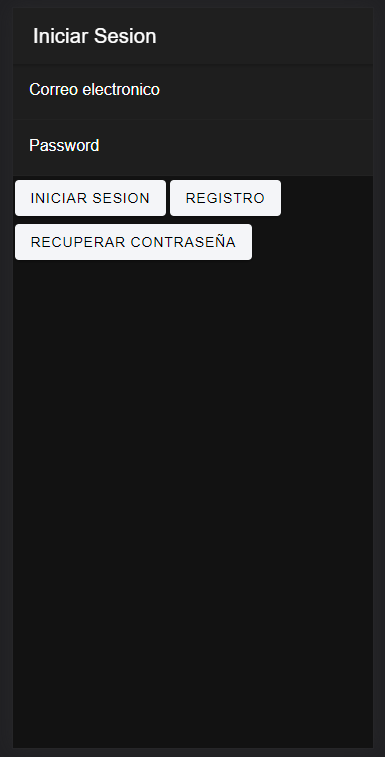 Iniciar Sesion
Correo electronico
Password
INICIAR SESION REGISTRO
RECUPERAR CONTRASEÑA